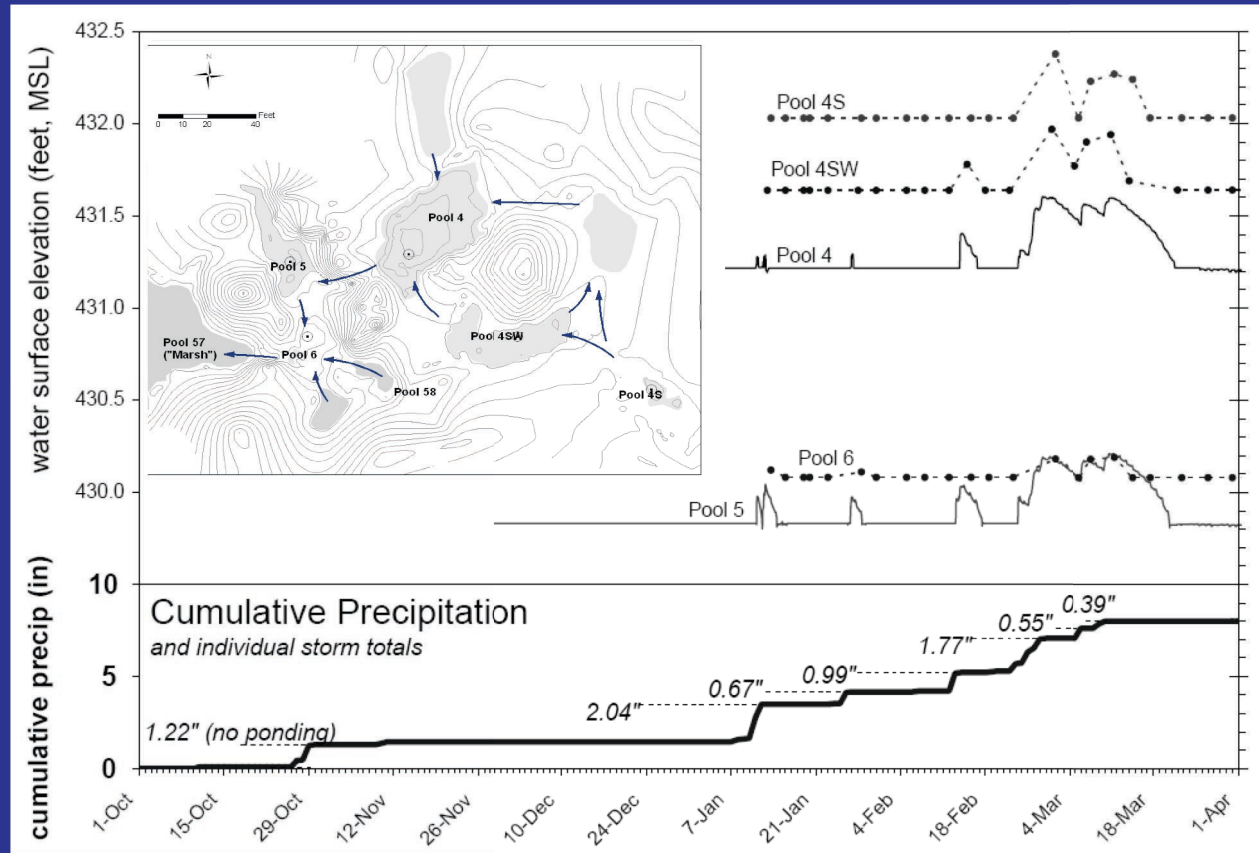 water surface elevation (feet, MSL)
432.5
432.0
431.5
431.0
430.5
430.0
N
Feet
0 10 20 40
Pool 4
Pool 5
Pool 57
("Marsh")
Pool 6
Pool 4SW
Pool 58
Pool 4S
Pool 4S
Pool 4SW
Pool 4
Pool 6
Pool 5
cumulative precip (in)
10
5
0
Cumulative Precipitation
and individual storm totals
1.22" (no ponding)
2.04"
0.67"
0.99"
1.77"
0.55"
0.39"
1-Oct
15-Oct
29-Oct
12-Nov
26-Nov
10-Dec
24-Dec
7-Jan
21-Jan
4-Feb
18-Feb
4-Mar
18-Mar
1-Apr